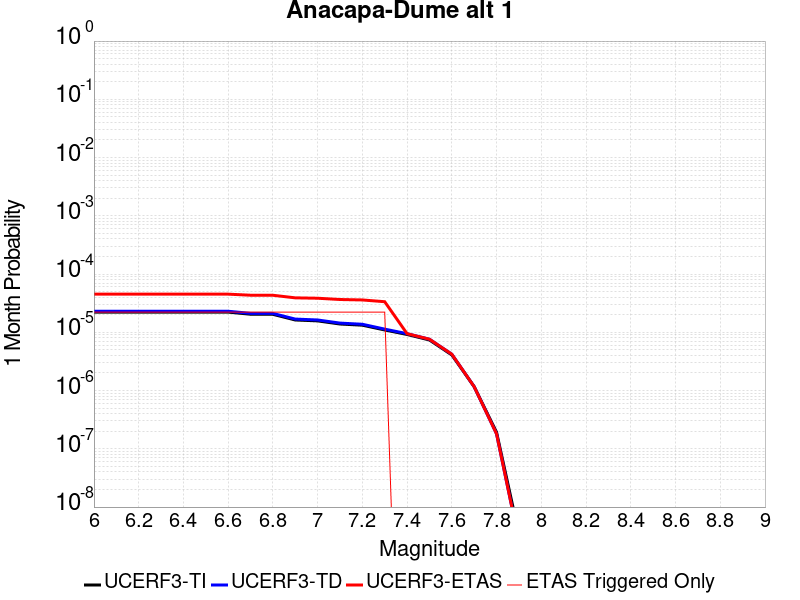 Anacapa-Dume alt 1
1 Month Probability
10^0
10^-1
10^-2
10^-3
10^-4
10^-5
10^-6
10^-7
10^-8
6 6.2 6.4 6.6 6.8 7 7.2 7.4 7.6 7.8 8 8.2 8.4 8.6 8.8 9
Magnitude
UCERF3-TI UCERF3-TD UCERF3-ETAS ETAS Triggered Only